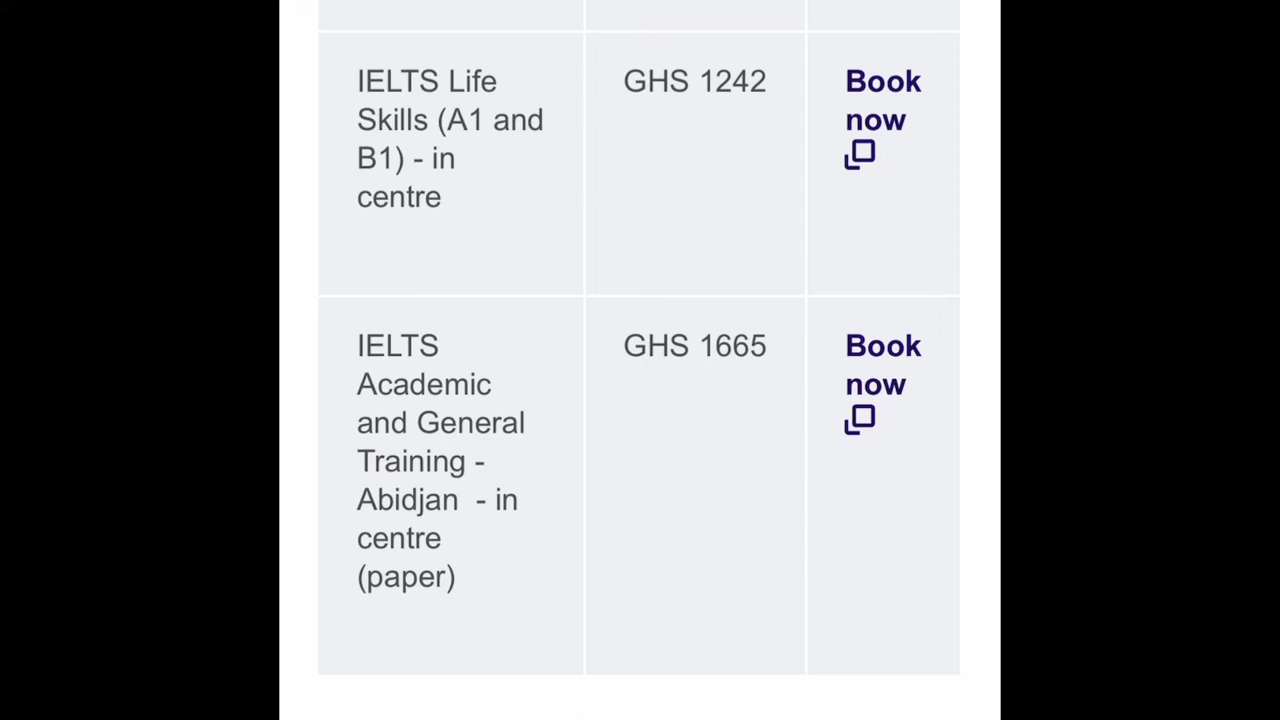 IELTS Life
Skills (A1 and
B1) - in
centre
GHS 1242
Book
now
IELTS
Academic
and General
Training -
Abidjan - in
centre
(paper)
GHS 1665
Book
now